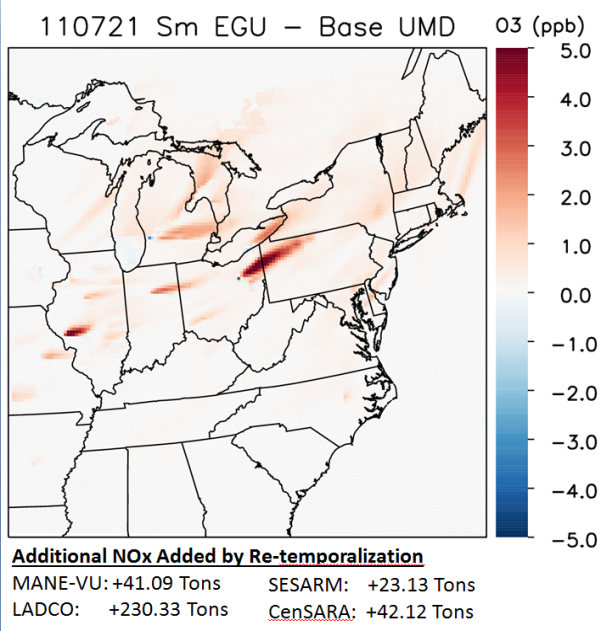 110721 Sm EGU – Base UMD
O3 (ppb)
5.0
4.0
3.0
2.0
1.0
0.0
-1.0
-2.0
-3.0
-4.0
-5.0
Additional NOx Added by Re-temporalization
MANE-VU: +41.09 Tons SESARM: +23.13 Tons
LADCO: +230.33 Tons CenSARA: +42.12 Tons